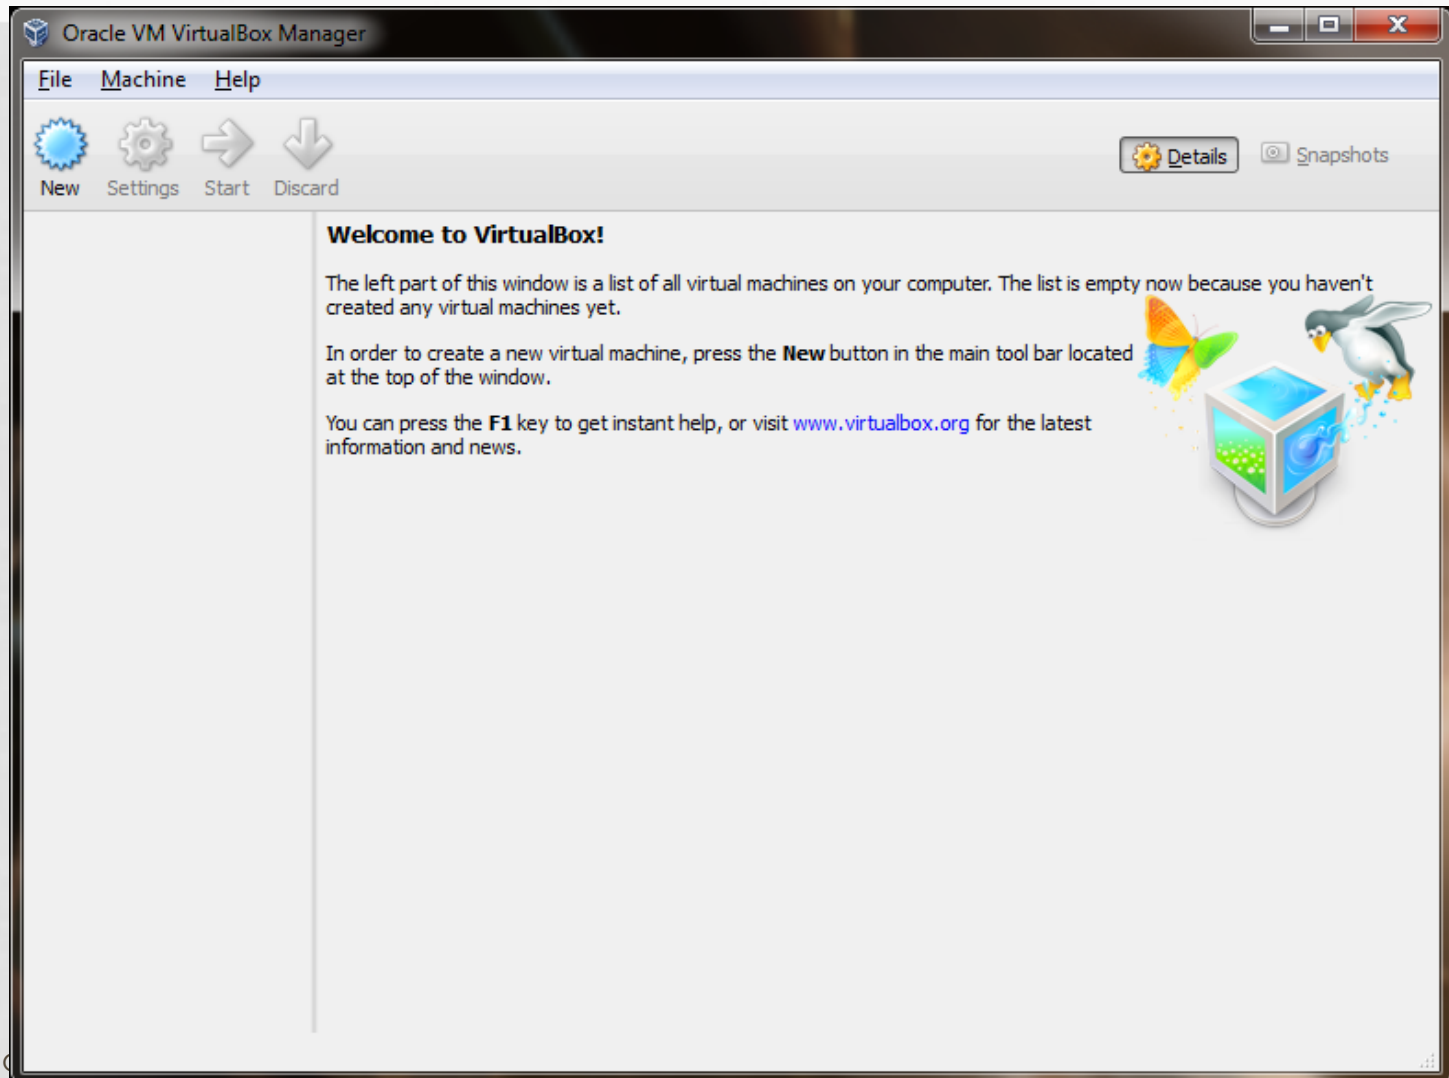 Oracle VM VirtualBox Manager
File Machine Help
New Settings Start Discard
Details Snapshots
Welcome to VirtualBox!
The left part of this window is a list of all virtual machines on your computer. The list is empty now because you haven't
created any virtual machines yet.
In order to create a new virtual machine, press the New button in the main tool bar located
at the top of the window.
You can press the F1 key to get instant help, or visit www.virtualbox.org for the latest
information and news.